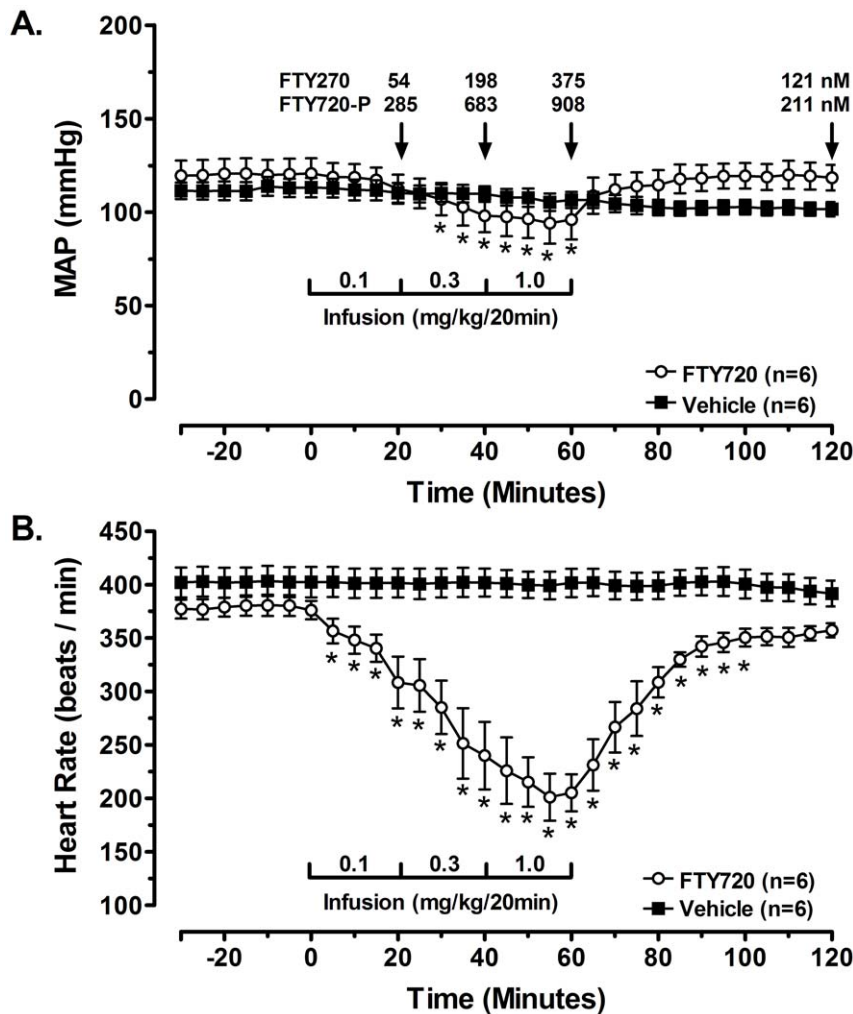 A.
200
150
100
50
0
MAP (mmHg)
FTY270 54 198 375 121 nM
FTY720-P 285 683 908 211 nM
* * * * * * *
0.1 0.3 1.0
Infusion (mg/kg/20min)
FTY720 (n=6)
Vehicle (n=6)
-20 0 20 40 60 80 100 120
Time (Minutes)
B.
450
400
350
300
250
200
150
100
Heart Rate (beats / min)
* * * * * * * * * * * * * * * * * * * *
0.1 0.3 1.0
Infusion (mg/kg/20min)
FTY720 (n=6)
Vehicle (n=6)
-20 0 20 40 60 80 100 120
Time (Minutes)